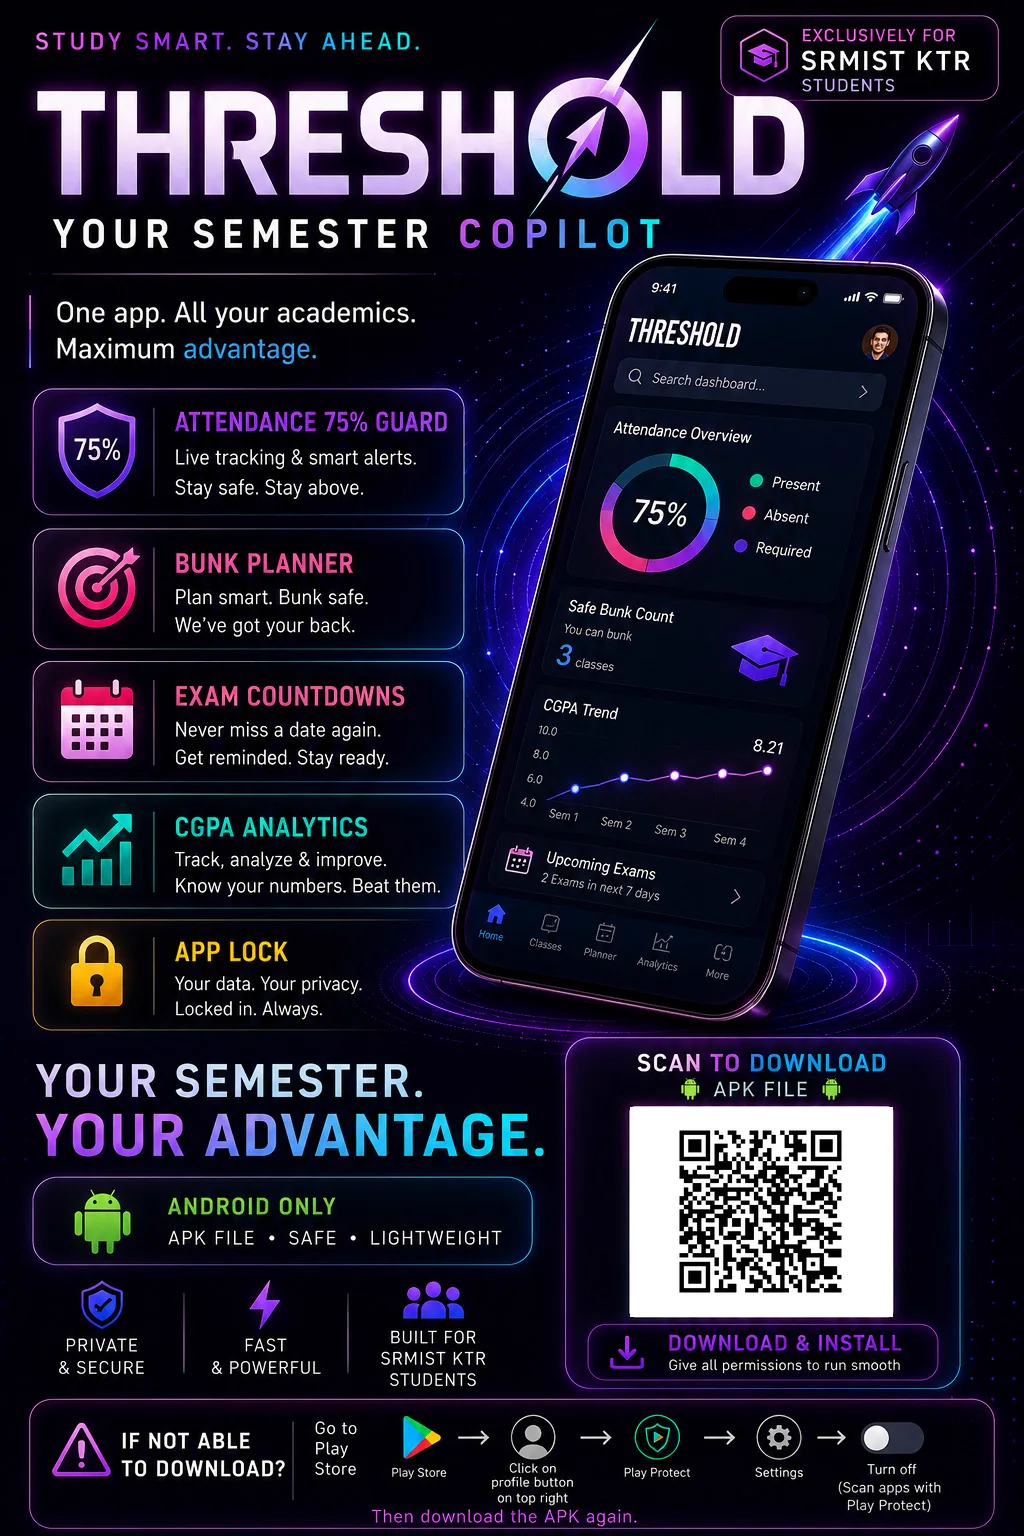 STUDY SMART. STAY AHEAD.
EXCLUSIVELY FOR
SRMIST KTR
STUDENTS
THRESHOLD
YOUR SEMESTER COPILOT
One app. All your academics.
Maximum advantage.
75%
ATTENDANCE 75% GUARD
Live tracking & smart alerts.
Stay safe. Stay above.
BUNK PLANNER
Plan smart. Bunk safe.
We've got your back.
EXAM COUNTDOWNS
Never miss a date again.
Get reminded. Stay ready.
CGPA ANALYTICS
Track, analyze & improve.
Know your numbers. Beat them.
APP LOCK
Your data. Your privacy.
Locked in. Always.
9:41
THRESHOLD
Search dashboard...
Attendance Overview
75%
Present
Absent
Required
Safe Bunk Count
You can bunk
3 classes
CGPA Trend
8.21
10.0
8.0
6.0
4.0
Sem 1
Sem 2
Sem 3
Sem 4
Upcoming Exams
2 Exams in next 7 days
Home
Classes
Planner
Analytics
More
YOUR SEMESTER.
YOUR ADVANTAGE.
ANDROID ONLY
APK FILE • SAFE • LIGHTWEIGHT
PRIVATE
& SECURE
FAST
& POWERFUL
BUILT FOR
SRMIST KTR
STUDENTS
SCAN TO DOWNLOAD
APK FILE
DOWNLOAD & INSTALL
Give all permissions to run smooth
IF NOT ABLE
TO DOWNLOAD?
Go to
Play
Store
Play Store
Click on
profile button
on top right
Play Protect
Settings
Turn off
(Scan apps with
Play Protect)
Then download the APK again.